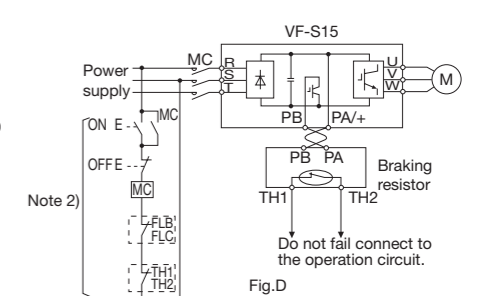 VF-S15
Power
supply
MC
R
S
T
U
V
W
M
PB PA/+
ON E
MC
OFF E
MC
Note 2)
PB PA
Braking
resistor
TH1 TH2
FLB
FLC
Do not fail connect to
the operation circuit.
TH1
TH2
Fig.D